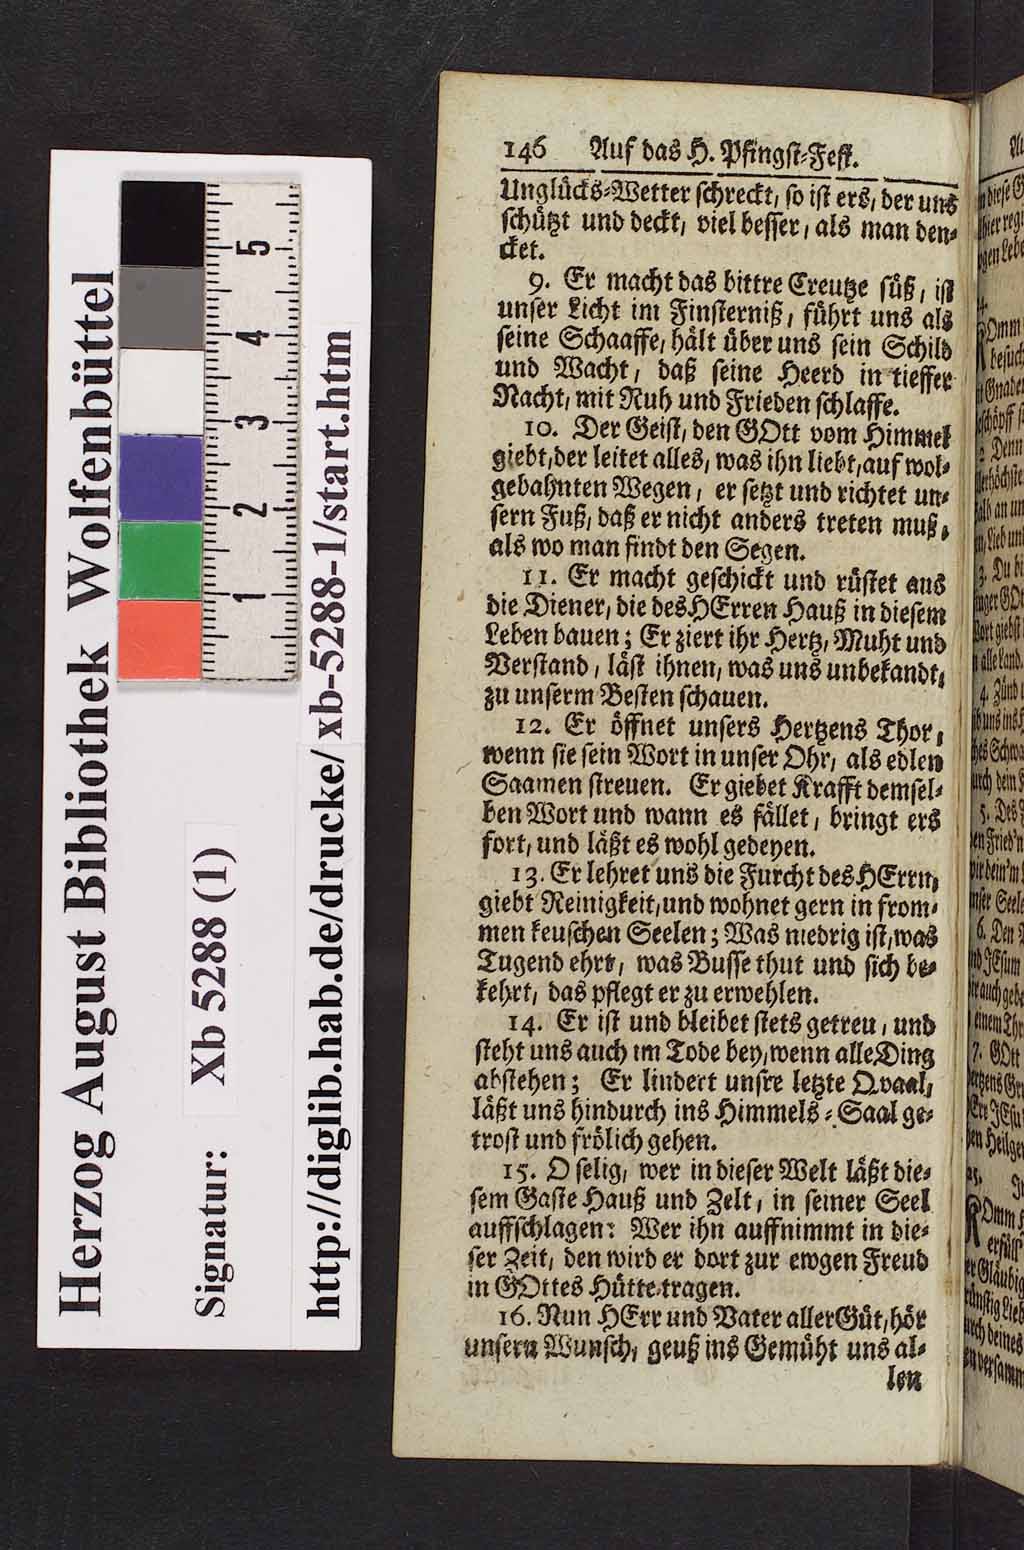 146 Auf das H. Pfingst-Fest.
Unglücks-Wetter schreckt, so ist ers, der uns
schützt und deckt, viel besser, als man den-
cket.
9. Er macht das bittre Creutze süß, ist
unser Licht im Finsterniß, führt uns als
seine Schaaffe, hält über uns sein Schild
und Wacht, daß seine Heerd in tieffer
Nacht, mit Ruh und Frieden schlaffe.
10. Der Geist, den GOtt vom Himmel
giebt, der leitet alles, was ihn liebt, auf wol-
gebahnten Wegen, er setzt und richtet un-
sern Fuß, daß er nicht anders treten muß,
als wo man findt den Segen.
11. Er macht geschickt und rüstet aus
die Diener, die des HErren Hauß in diesem
Leben bauen; Er ziert ihr Hertz, Muht und
Verstand, läst ihnen, was uns unbekandt,
zu unserm Besten schauen.
12. Er öffnet unsers Hertzens Thor,
wenn sie sein Wort in unser Ohr, als edlen
Saamen streuen. Er giebet Krafft demsel-
ben Wort und wann es fället, bringt ers
fort, und läßt es wohl gedeyen.
13. Er lehret uns die Furcht des HErrn,
giebt Reinigkeit, und wohnet gern in from-
men keuschen Seelen; Was niedrig ist, was
Tugend ehrt, was Busse thut und sich be-
kehrt, das pflegt er zu erwehlen.
14. Er ist und bleibet stets getreu, und
steht uns auch im Tode bey, wenn alle Ding
abstehen; Er lindert unsre letzte Qvaal,
läßt uns hindurch ins Himmels-Saal ge-
trost und frölich gehen.
15. O selig, wer in dieser Welt läßt die-
sem Gaste Hauß und Zelt, in seiner Seel
auffschlagen: Wer ihn auffnimmt in die-
ser Zeit, den wird er dort zur ewgen Freud
in GOttes Hütte tragen.
16. Nun HErr und Vater aller Güt, hör
unsern Wunsch, geuß ins Gemüht uns al-
len
Herzog August Bibliothek Wolfenbüttel
Signatur: Xb 5288 (1)
http://diglib.hab.de/drucke/xb-5288-1/start.htm
1 2 3 4 5